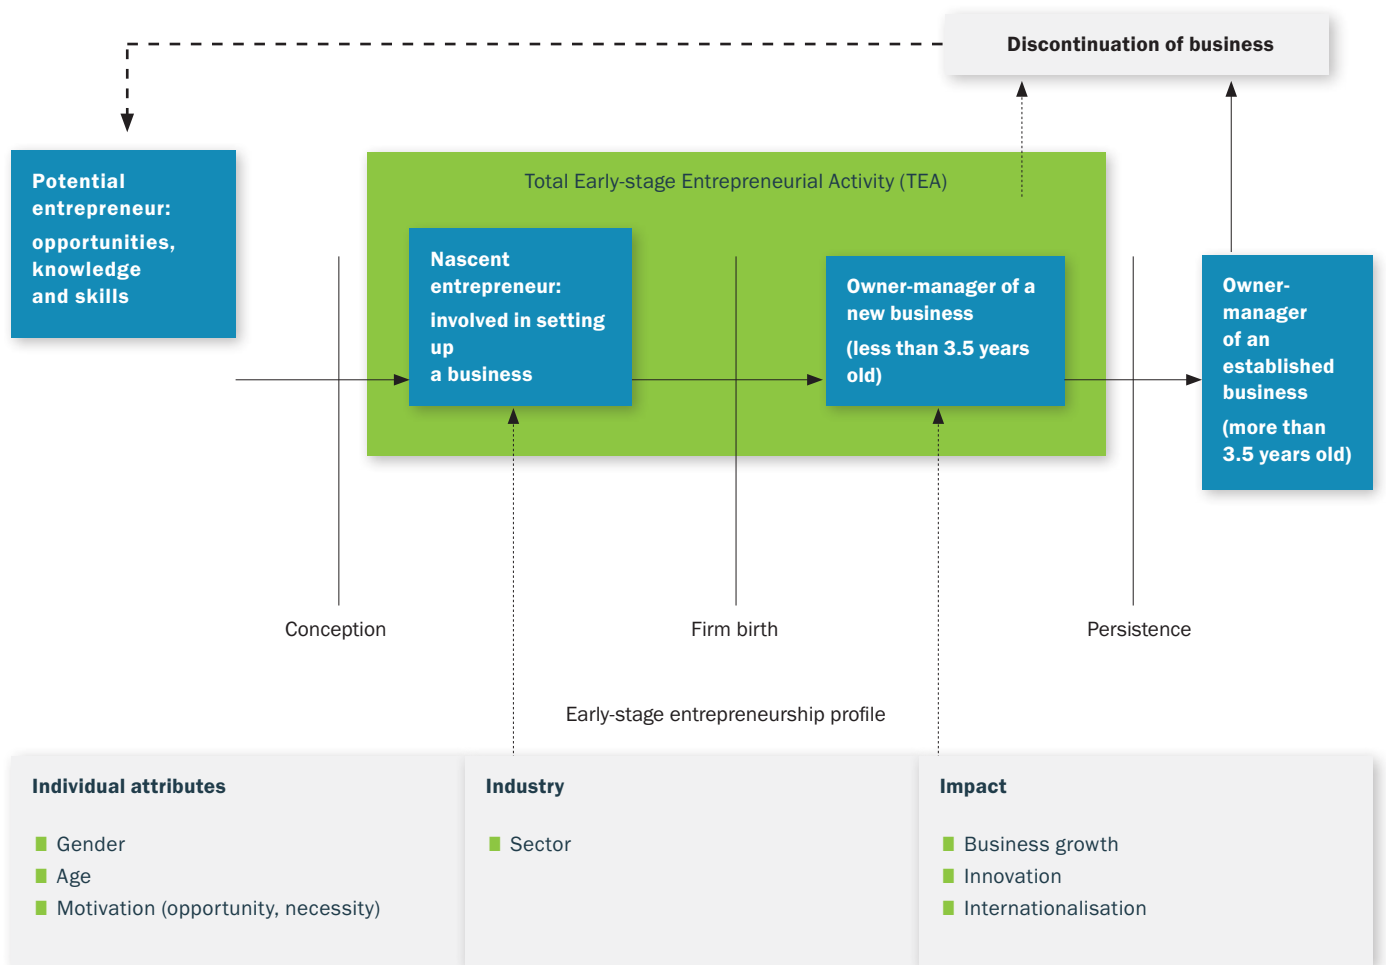 Discontinuation of business
Potential
entrepreneur:
opportunities,
knowledge
and skills
Total Early-stage Entrepreneurial Activity (TEA)
Nascent
entrepreneur:
involved in setting
up
a business
Owner-manager of a
new business
(less than 3.5 years
old)
Owner-
manager
of an
established
business
(more than
3.5 years old)
Conception
Firm birth
Persistence
Early-stage entrepreneurship profile
Individual attributes
Gender
Age
Motivation (opportunity, necessity)
Industry
Sector
Impact
Business growth
Innovation
Internationalisation